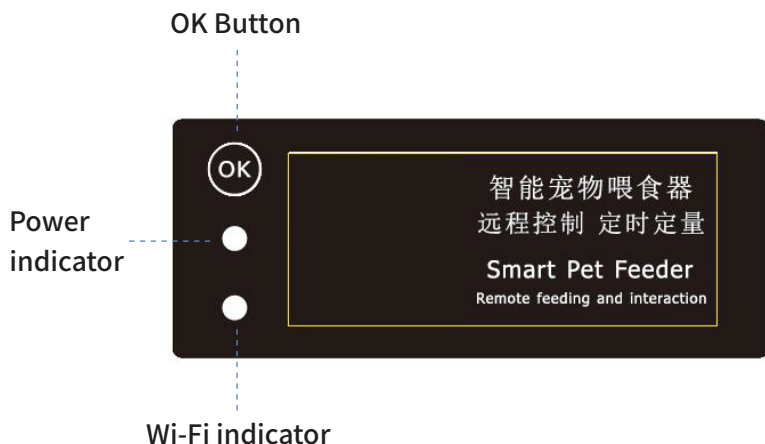 OK Button
OK
智能宠物喂食器
远程控制 定时定量
Power
indicator
Smart Pet Feeder
Remote feeding and interaction
Wi-Fi indicator